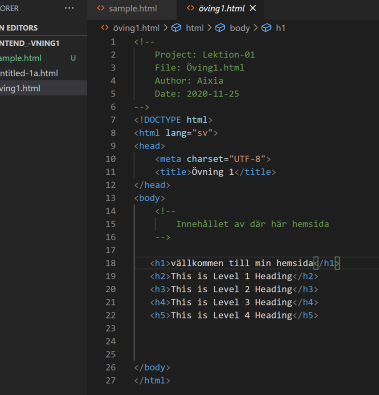 ORER ...
sample.html öving1.html
N EDITORS
NTEND_-VNING1
ample.html U
ntitled-1a.html
ving1.html
öving1.html > html > body > h1
1 <!--
2 Project: Lektion-01
3 File: Öving1.html
4 Author: Aixia
5 Date: 2020-11-25
6 -->
7 <!DOCTYPE html>
8 <html lang="sv">
9 <head>
10 <meta charset="UTF-8">
11 <title>Övning 1</title>
12 </head>
13 <body>
14 <!--
15 Innehållet av där här hemsida
16 -->
17
18 <h1>vällkommen till min hemsida</h1>
19 <h2>This is Level 1 Heading</h2>
20 <h3>This is Level 2 Heading</h3>
21 <h4>This is Level 3 Heading</h4>
22 <h5>This is Level 4 Heading</h5>
23
24
25
26 </body>
27 </html>